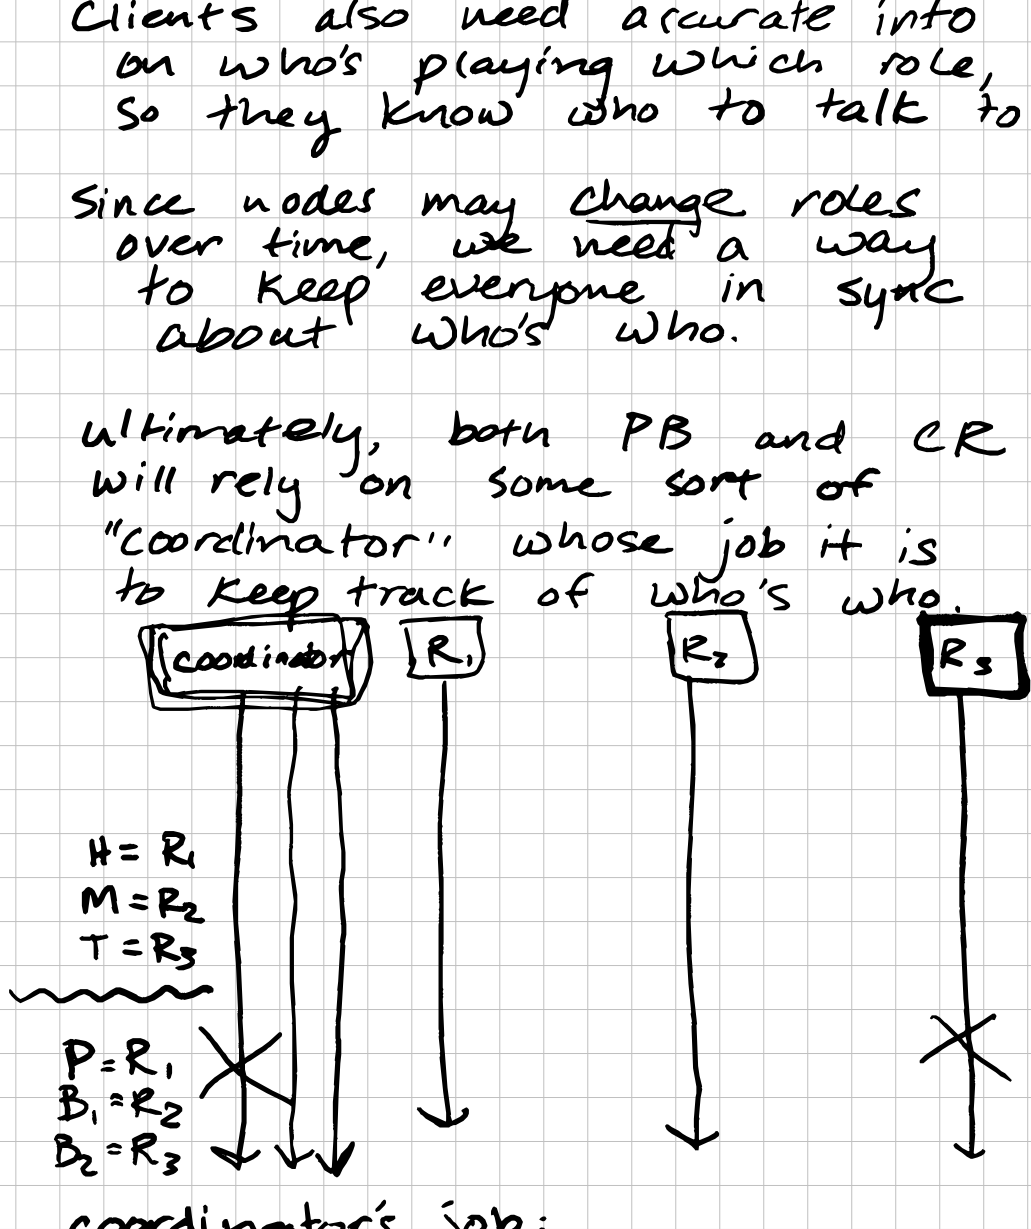 Clients also need accurate info
on who's playing which role,
so they know who to talk to
Since nodes may change roles
over time, we need a way
to keep everyone in sync
about who's who.
ultimately, both PB and CR
will rely on some sort of
"coordinator" whose job it is
to keep track of who's who.
coordinator R₁ R₂ R₃
H = R₁
M = R₂
T = R₃
P = R₁
B₁ = R₂
B₂ = R₃
coordinator's job: